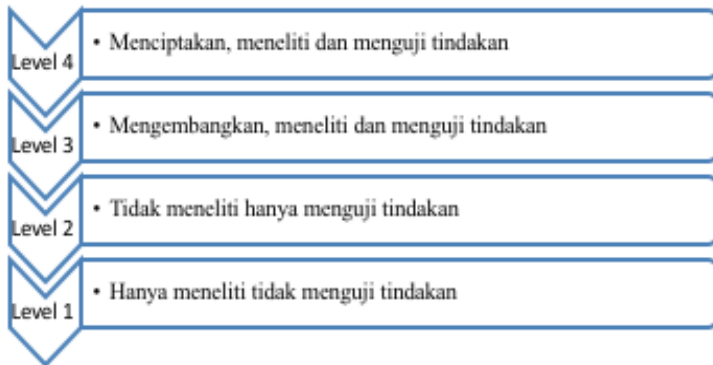 Level 4
• Menciptakan, meneliti dan menguji tindakan
Level 3
• Mengembangkan, meneliti dan menguji tindakan
Level 2
• Tidak meneliti hanya menguji tindakan
Level 1
• Hanya meneliti tidak menguji tindakan